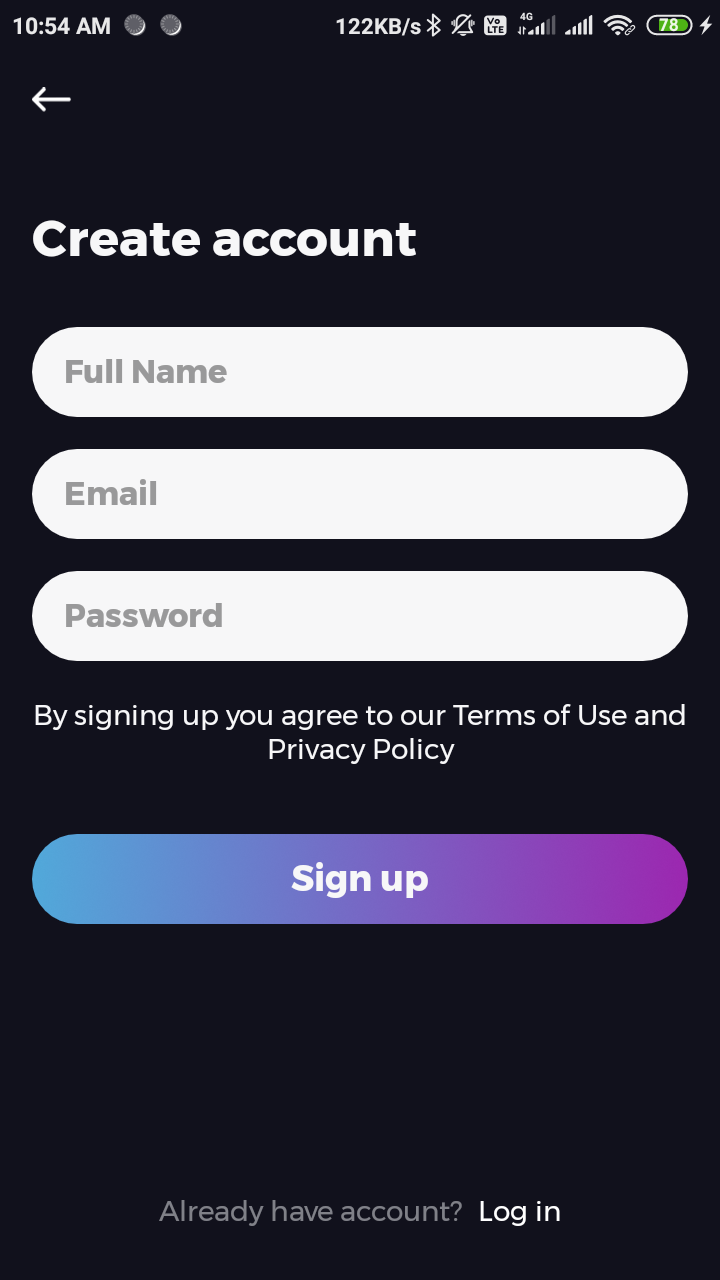 10:54 AM 122KB/s Vo LTE 4G 78
Create account
Full Name
Email
Password
By signing up you agree to our Terms of Use and
Privacy Policy
Sign up
Already have account? Log in